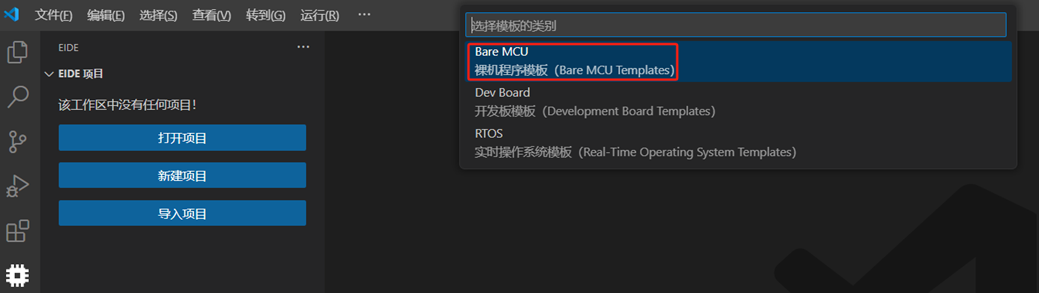 文件(F) 编辑(E) 选择(S) 查看(V) 转到(G) 运行(R) ···
EIDE ···
EIDE 项目
该工作区中没有任何项目!
打开项目
新建项目
导入项目
选择模板的类别
Bare MCU
裸机程序模板（Bare MCU Templates）
Dev Board
开发板模板（Development Board Templates）
RTOS
实时操作系统模板（Real-Time Operating System Templates）